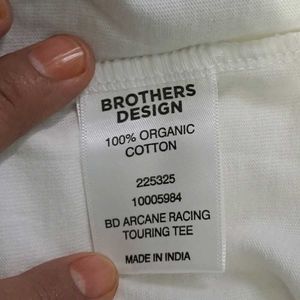 BROTHERS
DESIGN
100% ORGANIC
COTTON
225325
10005984
BD ARCANE RACING
TOURING TEE
MADE IN INDIA